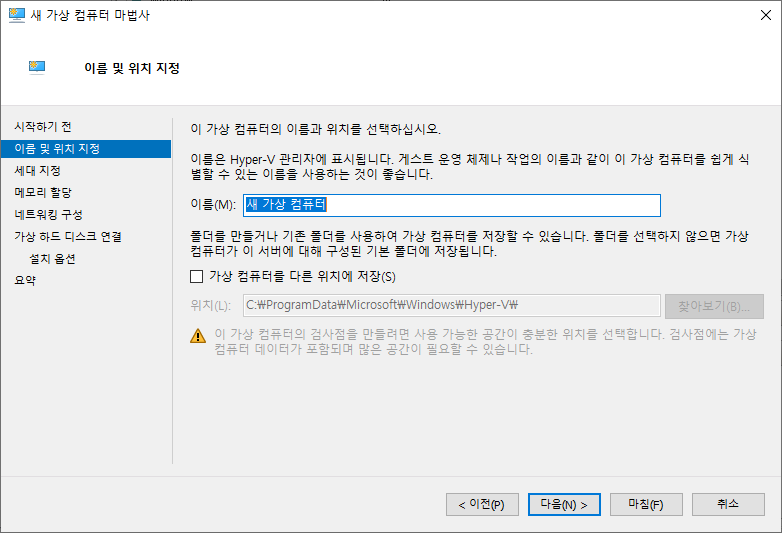 새 가상 컴퓨터 마법사
이름 및 위치 지정
시작하기 전
이름 및 위치 지정
세대 지정
메모리 할당
네트워킹 구성
가상 하드 디스크 연결
설치 옵션
요약
이 가상 컴퓨터의 이름과 위치를 선택하십시오.
이름은 Hyper-V 관리자에 표시됩니다. 게스트 운영 체제나 작업의 이름과 같이 이 가상 컴퓨터를 쉽게 식
별할 수 있는 이름을 사용하는 것이 좋습니다.
이름(M): 새 가상 컴퓨터
폴더를 만들거나 기존 폴더를 사용하여 가상 컴퓨터를 저장할 수 있습니다. 폴더를 선택하지 않으면 가상
컴퓨터가 이 서버에 대해 구성된 기본 폴더에 저장됩니다.
가상 컴퓨터를 다른 위치에 저장(S)
위치(L): C:₩ProgramData₩Microsoft₩Windows₩Hyper-V₩ 찾아보기(B)...
이 가상 컴퓨터의 검사점을 만들려면 사용 가능한 공간이 충분한 위치를 선택합니다. 검사점에는 가상
컴퓨터 데이터가 포함되며 많은 공간이 필요할 수 있습니다.
< 이전(P) 다음(N) > 마침(F) 취소